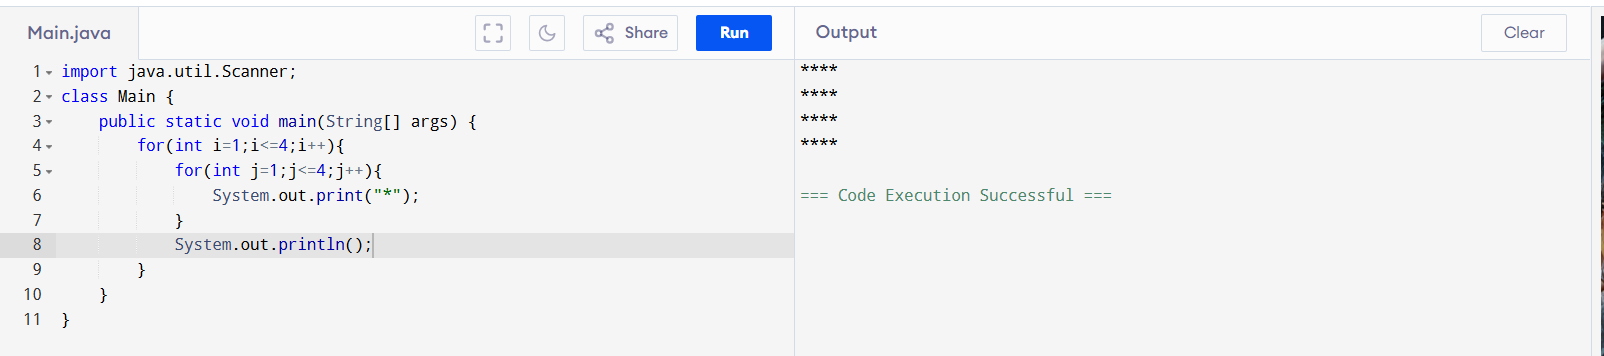 Main.java
Share
Run
Output
Clear
1 import java.util.Scanner;
2 class Main {
3     public static void main(String[] args) {
4         for(int i=1;i<=4;i++){
5             for(int j=1;j<=4;j++){
6                 System.out.print("*");
7             }
8             System.out.println();
9         }
10     }
11 }
****
****
****
****
=== Code Execution Successful ===